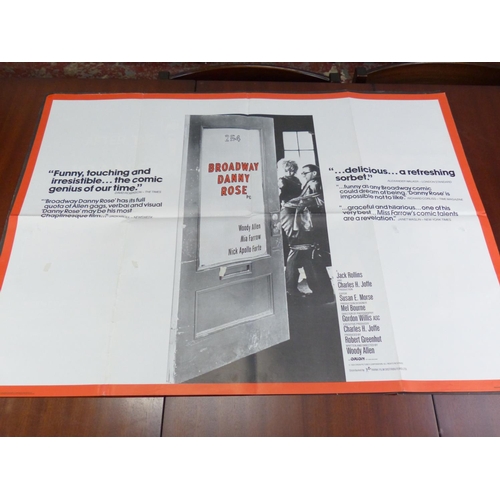 "Funny, touching and
irresistible... the comic
genius of our time."
"Broadway Danny Rose' has its full
quota of Allen gags, verbal and visual
Danny Rose' may be his most
Chaplinesque film..."
254
BROADWAY
DANNY
ROSE
Woody Allen
Mia Farrow
Nick Apollo Forte
"...delicious... a refreshing
sorbet."
"...funny as any Broadway comic
could dream of being, 'Danny Rose' is
impossible not to like."
"...graceful and hilarious...one of his
very best... Miss Farrow's comic talents
are a revelation."
Jack Rollins
Charles H. Joffe
Susan E. Morse
Mel Bourne
Gordon Willis
Charles H. Joffe
Robert Greenhut
Woody Allen
ORION